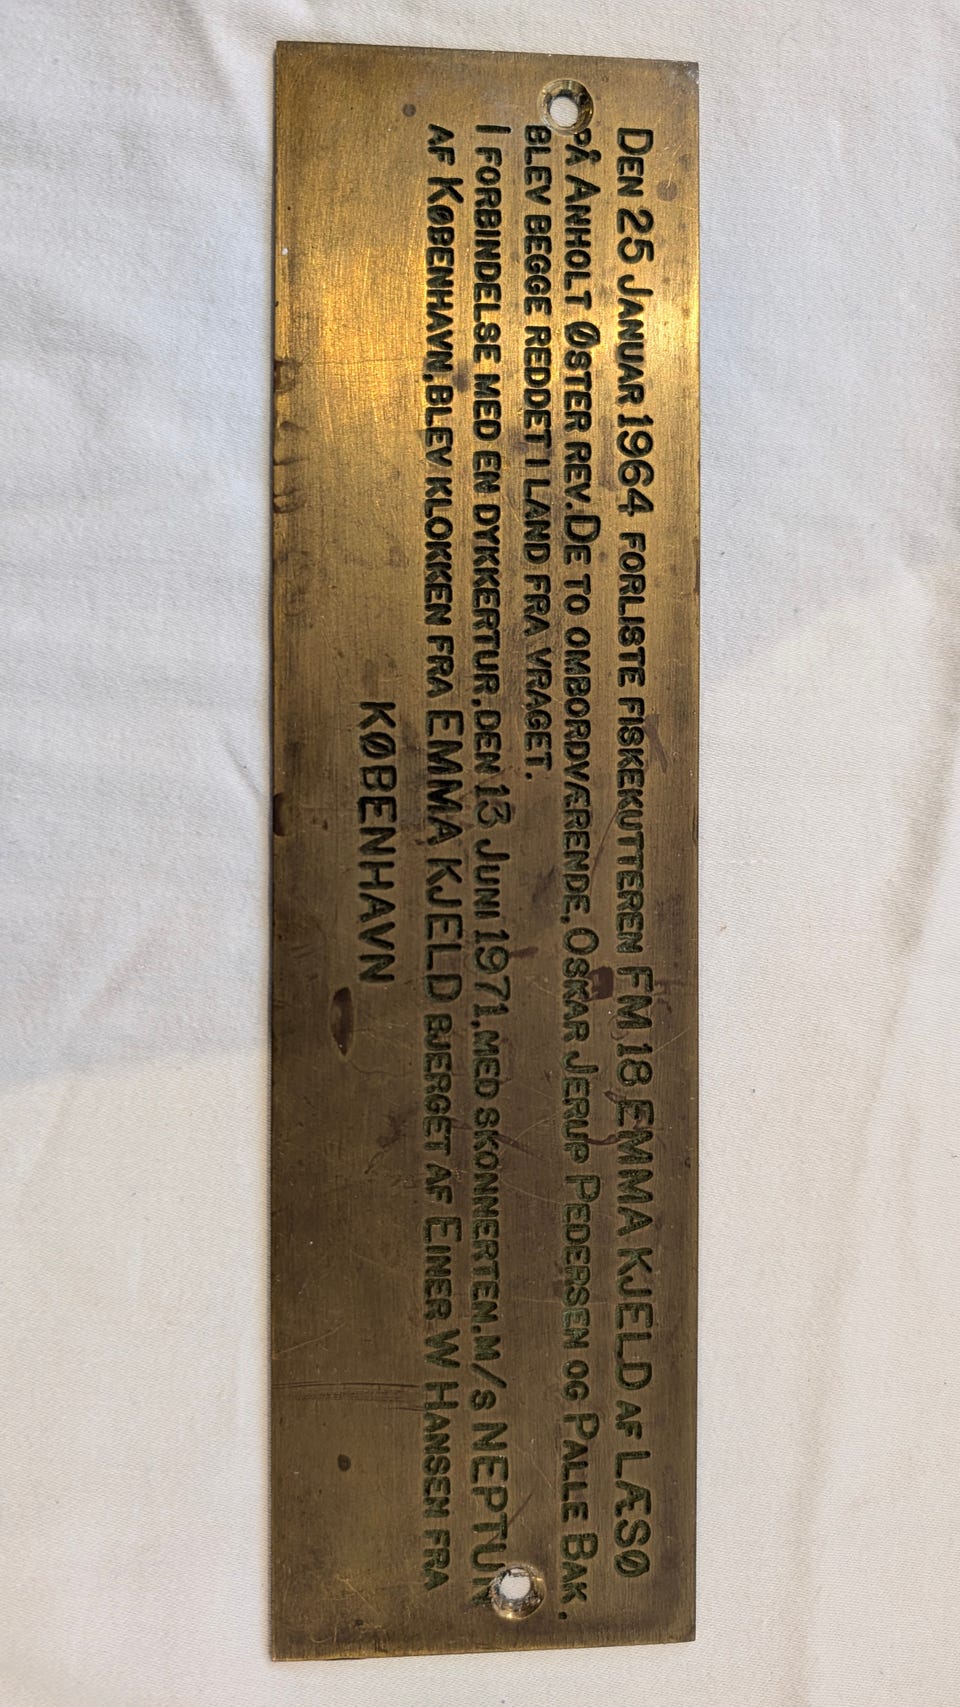 DEN 25 JANUAR 1964 FORLISTE FISKEKUTTEREN FM 18 EMMA KJELD AF LÆSØ
PÅ ANHOLT ØSTER REV. DE TO OMBORDVÆRENDE, OSKAR JERUP PEDERSEN OG PALLE BAK.
BLEV BEGGE REDDET I LAND FRA VRAGET.
I FORBINDELSE MED EN DYKKERTUR, DEN 13 JUNI 1971, MED SKONNERTEN. M/S NEPTUN
AF KØBENHAVN, BLEV KLOKKEN FRA EMMA KJELD BJERGET AF EINER W HANSEN FRA
KØBENHAVN